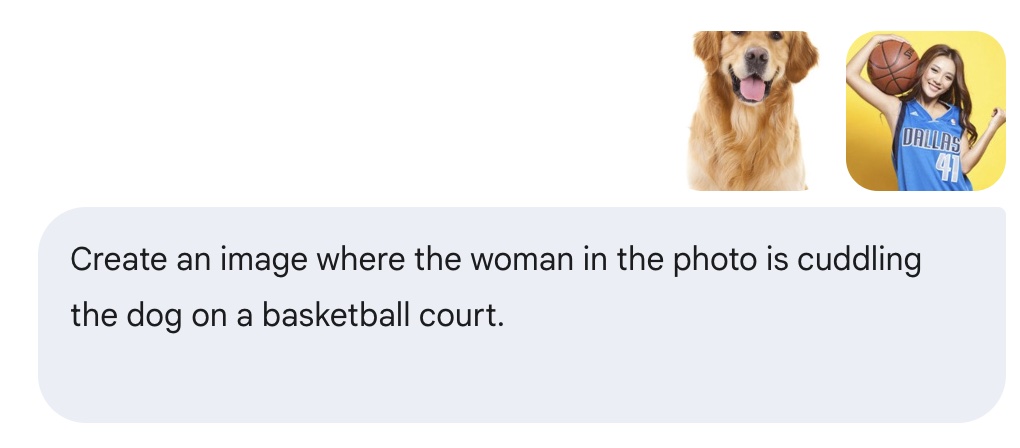 DALLAS
41
Create an image where the woman in the photo is cuddling
the dog on a basketball court.